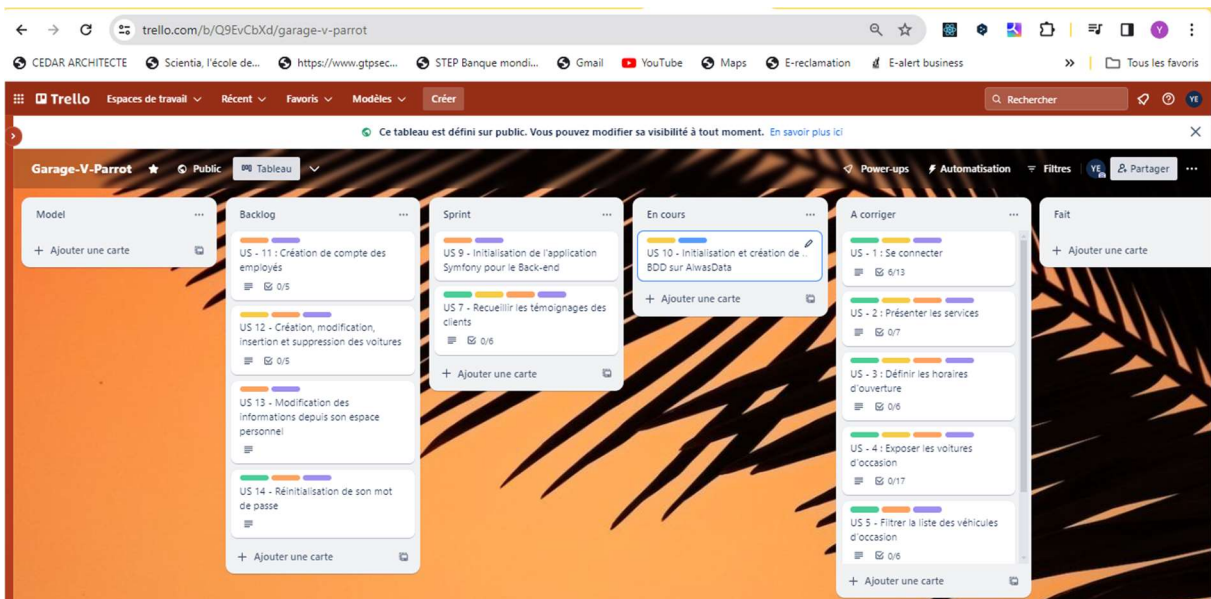 trello.com/b/Q9EvCbXd/garage-v-parrot
CEDAR ARCHITECTE
Scientia, l'école de...
https://www.gtpsec...
STEP Banque mondi...
Gmail
YouTube
Maps
E-reclamation
E-alert business
»
Tous les favoris
Trello
Espaces de travail
Récent
Favoris
Modèles
Créer
Rechercher
YE
Ce tableau est défini sur public. Vous pouvez modifier sa visibilité à tout moment. En savoir plus ici
Garage-V-Parrot
Public
Tableau
Power-ups
Automatisation
Filtres
YE
Partager
Model
+ Ajouter une carte
Backlog
US - 11 : Création de compte des
employés
0/5
US 12 - Création, modification,
insertion et suppression des voitures
0/5
US 13 - Modification des
informations depuis son espace
personnel
US 14 - Réinitialisation de son mot
de passe
+ Ajouter une carte
Sprint
US 9 - Initialisation de l'application
Symfony pour le Back-end
US 7 - Recueillir les témoignages des
clients
0/6
+ Ajouter une carte
En cours
US 10 - Initialisation et création de ..
BDD sur AlwasData
+ Ajouter une carte
A corriger
US - 1 : Se connecter
6/13
US - 2 : Présenter les services
0/7
US - 3 : Définir les horaires
d'ouverture
0/6
US - 4 : Exposer les voitures
d'occasion
0/17
US 5 - Filtrer la liste des véhicules
d'occasion
0/6
+ Ajouter une carte
Fait
+ Ajouter une carte